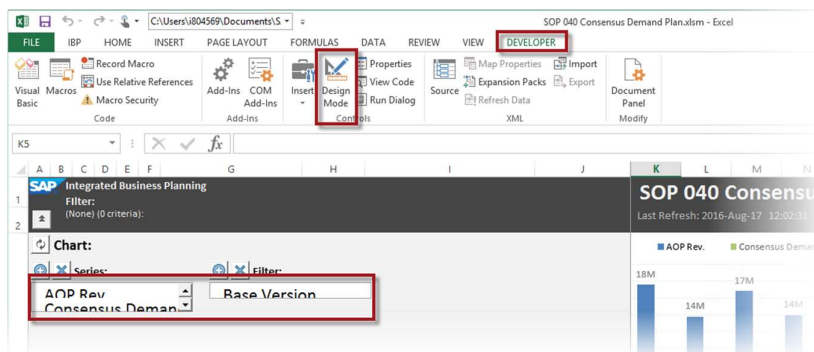 C:\Users\i804569\Documents\S.
SOP 040 Consensus Demand Plan.xlsm - Excel
FILE IBP HOME INSERT PAGE LAYOUT FORMULAS DATA REVIEW VIEW DEVELOPER
Record Macro
Use Relative References
Macro Security
Visual Basic
Macros
Code
Add-Ins
COM Add-Ins
Add-Ins
Insert
Design Mode
Properties
View Code
Run Dialog
Controls
Source
Map Properties
Expansion Packs
Refresh Data
Import
Export
XML
Document Panel
Modify
K5
fx
A B C D E F G H I J K L M N
1
2
SAP Integrated Business Planning
Filter:
(None) (0 criteria):
SOP 040 Consensu
Last Refresh: 2016-Aug-17 12:02:31
Chart:
Series:
Filter:
AOP Rev
Consensus Deman
Base Version
AOP Rev.
Consensus Dema
18M
14M
17M
14M